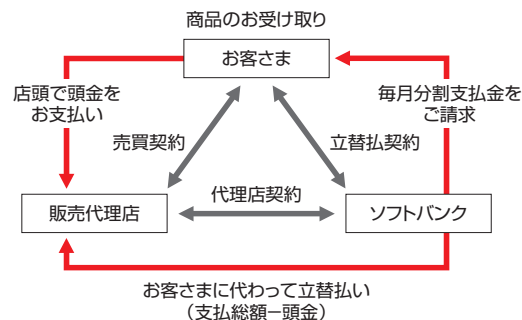 商品のお受け取り
お客さま
店頭で頭金を
お支払い
毎月分割支払金を
ご請求
売買契約
立替払契約
代理店契約
販売代理店
ソフトバンク
お客さまに代わって立替払い
（支払総額ー頭金）